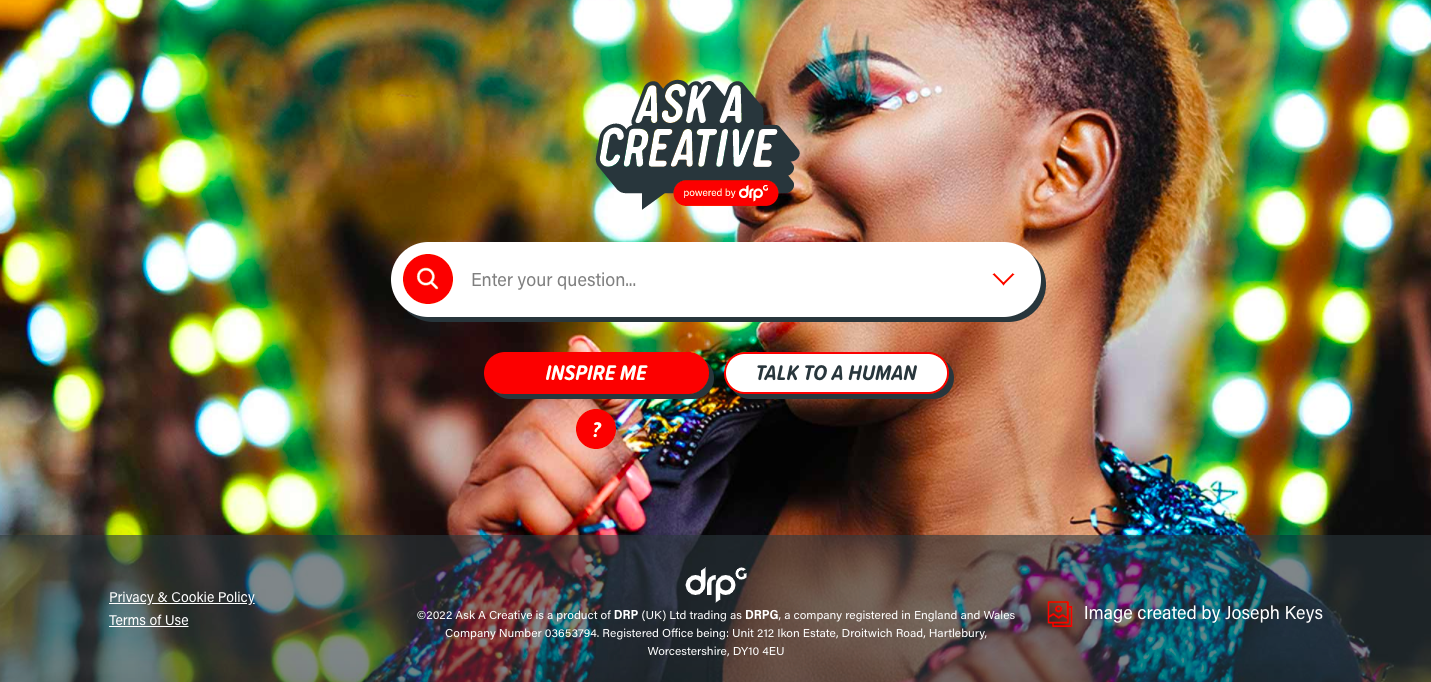 ASK A
CREATIVE
powered by drpG
Enter your question...
INSPIRE ME
TALK TO A HUMAN
?
Privacy & Cookie Policy
Terms of Use
drpG
©2022 Ask A Creative is a product of DRP (UK) Ltd trading as DRPG, a company registered in England and Wales
Company Number 03653794. Registered Office being: Unit 212 Ikon Estate, Droitwich Road, Hartlebury,
Worcestershire, DY10 4EU
Image created by Joseph Keys